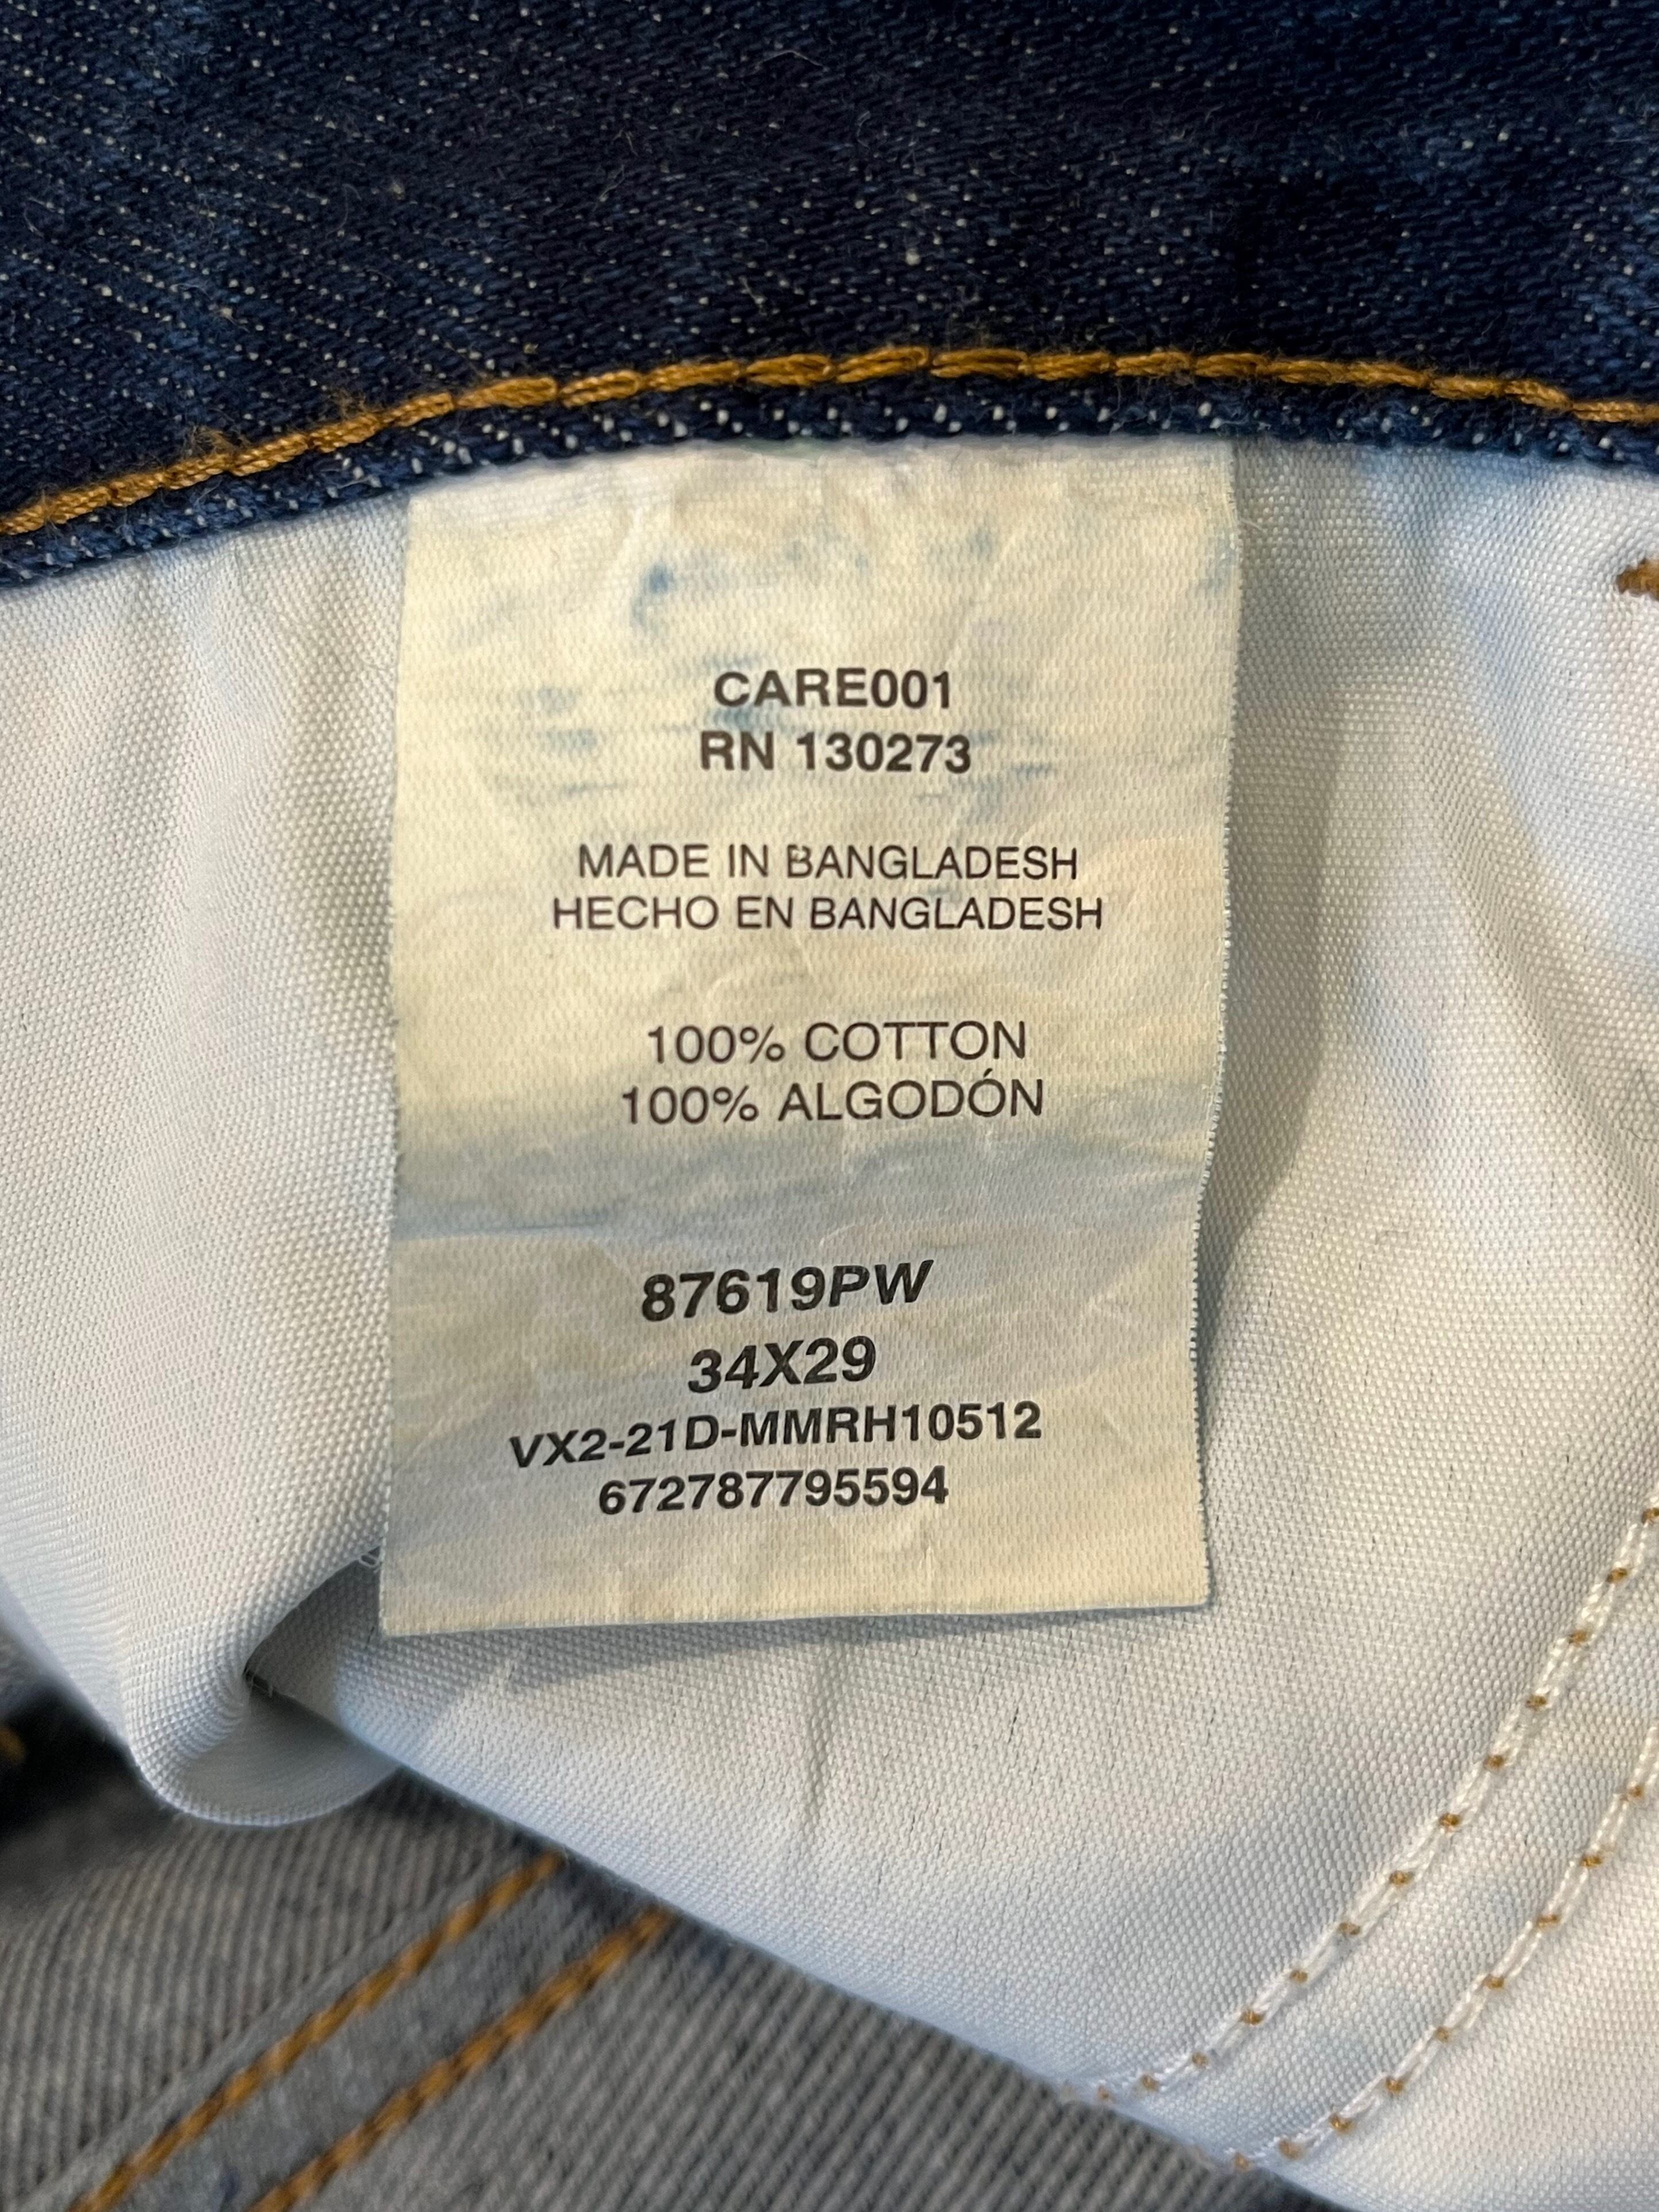 CARE001
RN 130273
MADE IN BANGLADESH
HECHO EN BANGLADESH
100% COTTON
100% ALGODÓN
87619PW
34X29
VX2-21D-MMRH10512
672787795594